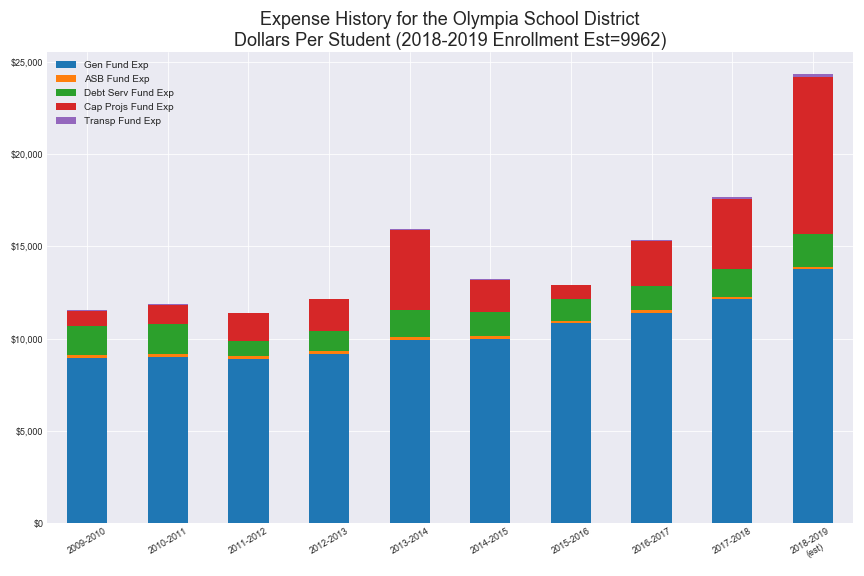 Expense History for the Olympia School District
Dollars Per Student (2018-2019 Enrollment Est=9962)
Gen Fund Exp
ASB Fund Exp
Debt Serv Fund Exp
Cap Projs Fund Exp
Transp Fund Exp
$25,000
$20,000
$15,000
$10,000
$5,000
$0
2009-2010
2010-2011
2011-2012
2012-2013
2013-2014
2014-2015
2015-2016
2016-2017
2017-2018
2018-2019
(est)